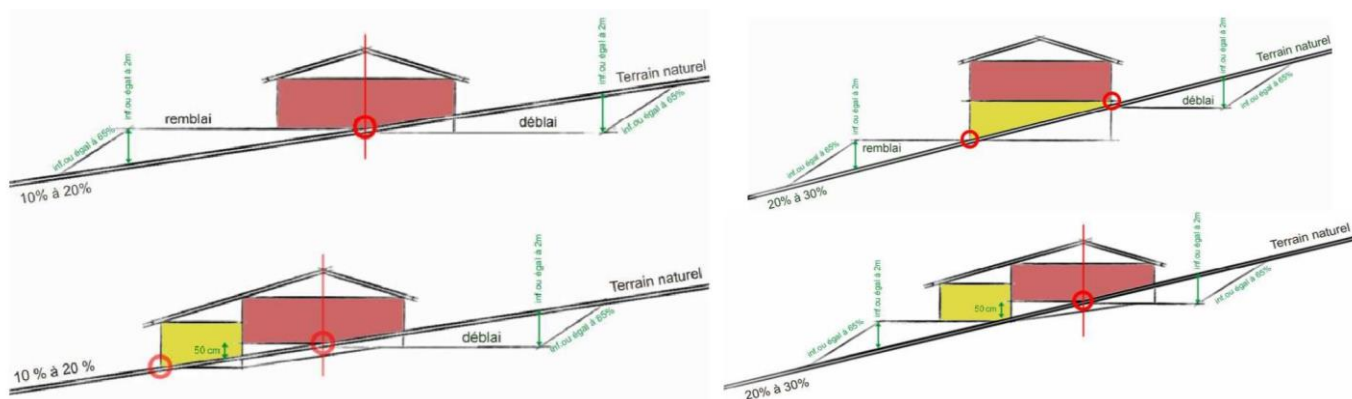 inf.ou égal à 2m
inf.ou égal à 2m
Terrain naturel
remblai
déblai
inf.ou égal à 65%
inf.ou égal à 65%
10% à 20%
inf.ou égal à 2m
inf.ou égal à 2m
Terrain naturel
déblai
inf.ou égal à 65%
inf.ou égal à 65%
remblai
20% à 30%
inf.ou égal à 2m
Terrain naturel
50 cm
déblai
inf.ou égal à 65%
10 % à 20 %
inf.ou égal à 2m
inf.ou égal à 2m
Terrain naturel
inf.ou égal à 65%
inf.ou égal à 65%
50 cm
20% à 30%